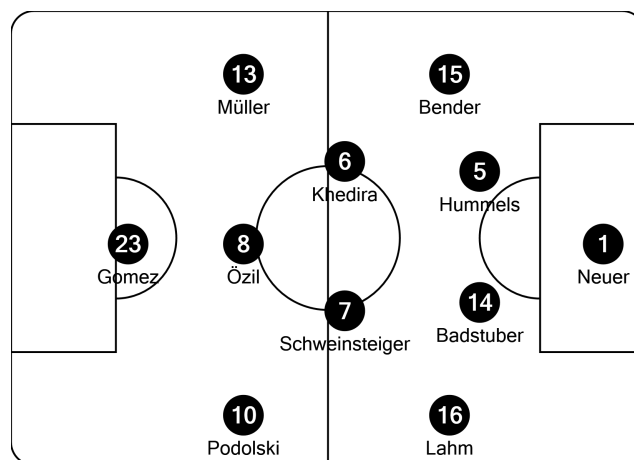 13
Müller
15
Bender
6
Khedira
5
Hummels
23
Gomez
8
Özil
1
Neuer
7
Schweinsteiger
14
Badstuber
10
Podolski
16
Lahm